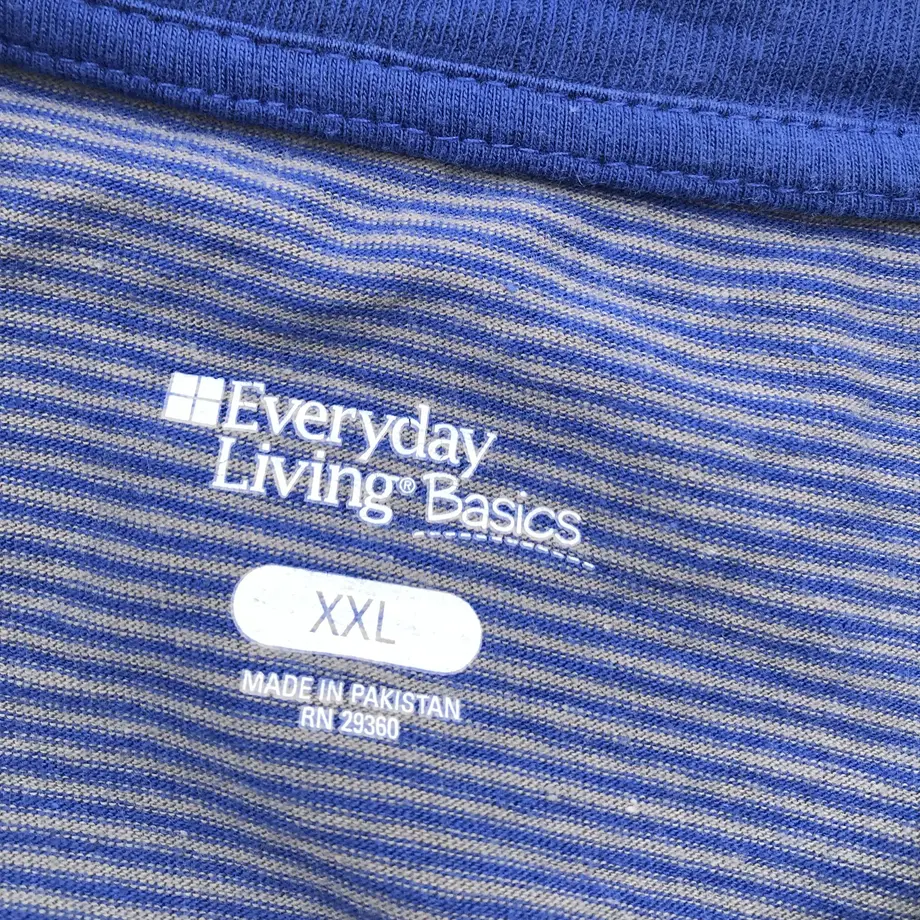 Everyday
Living® Basics
XXL
MADE IN PAKISTAN
RN 29360